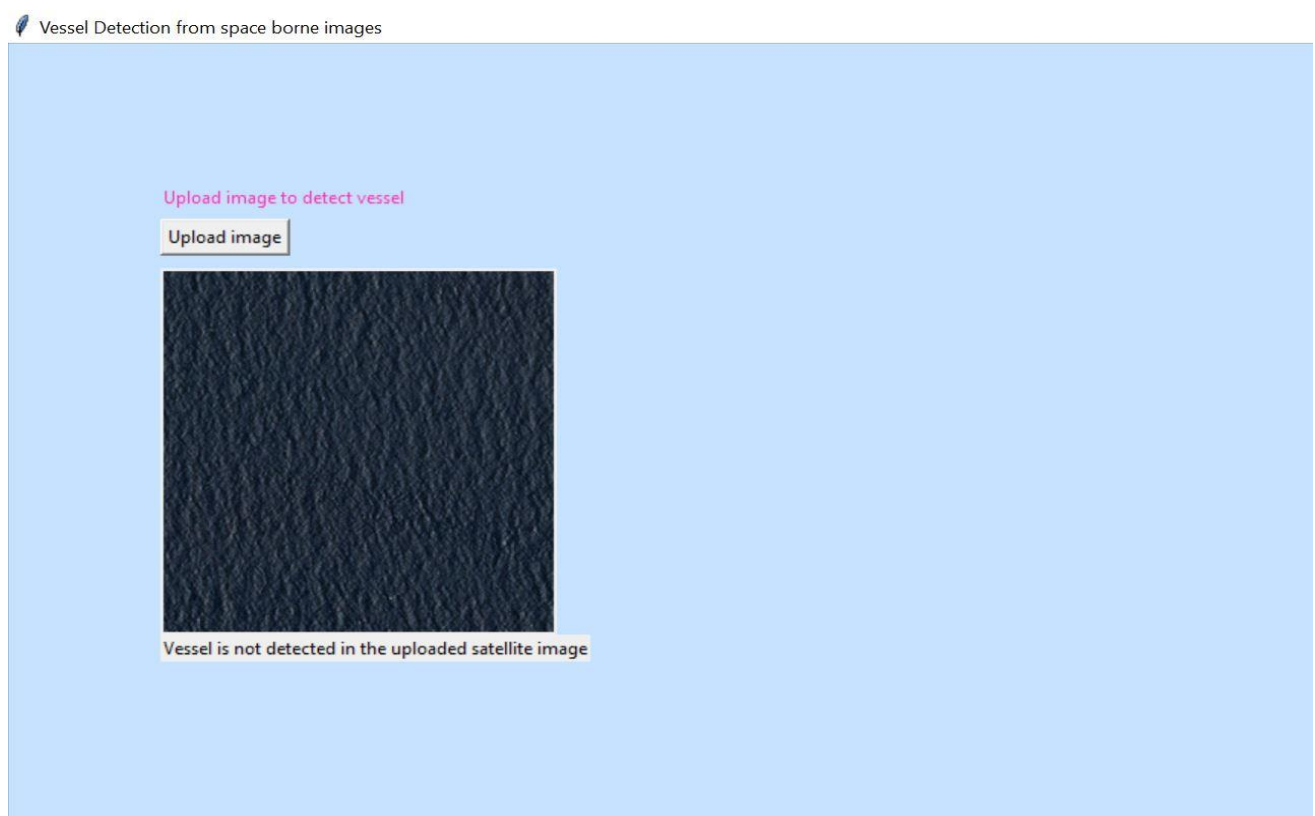 Vessel Detection from space borne images
Upload image to detect vessel
Upload image
Vessel is not detected in the uploaded satellite image